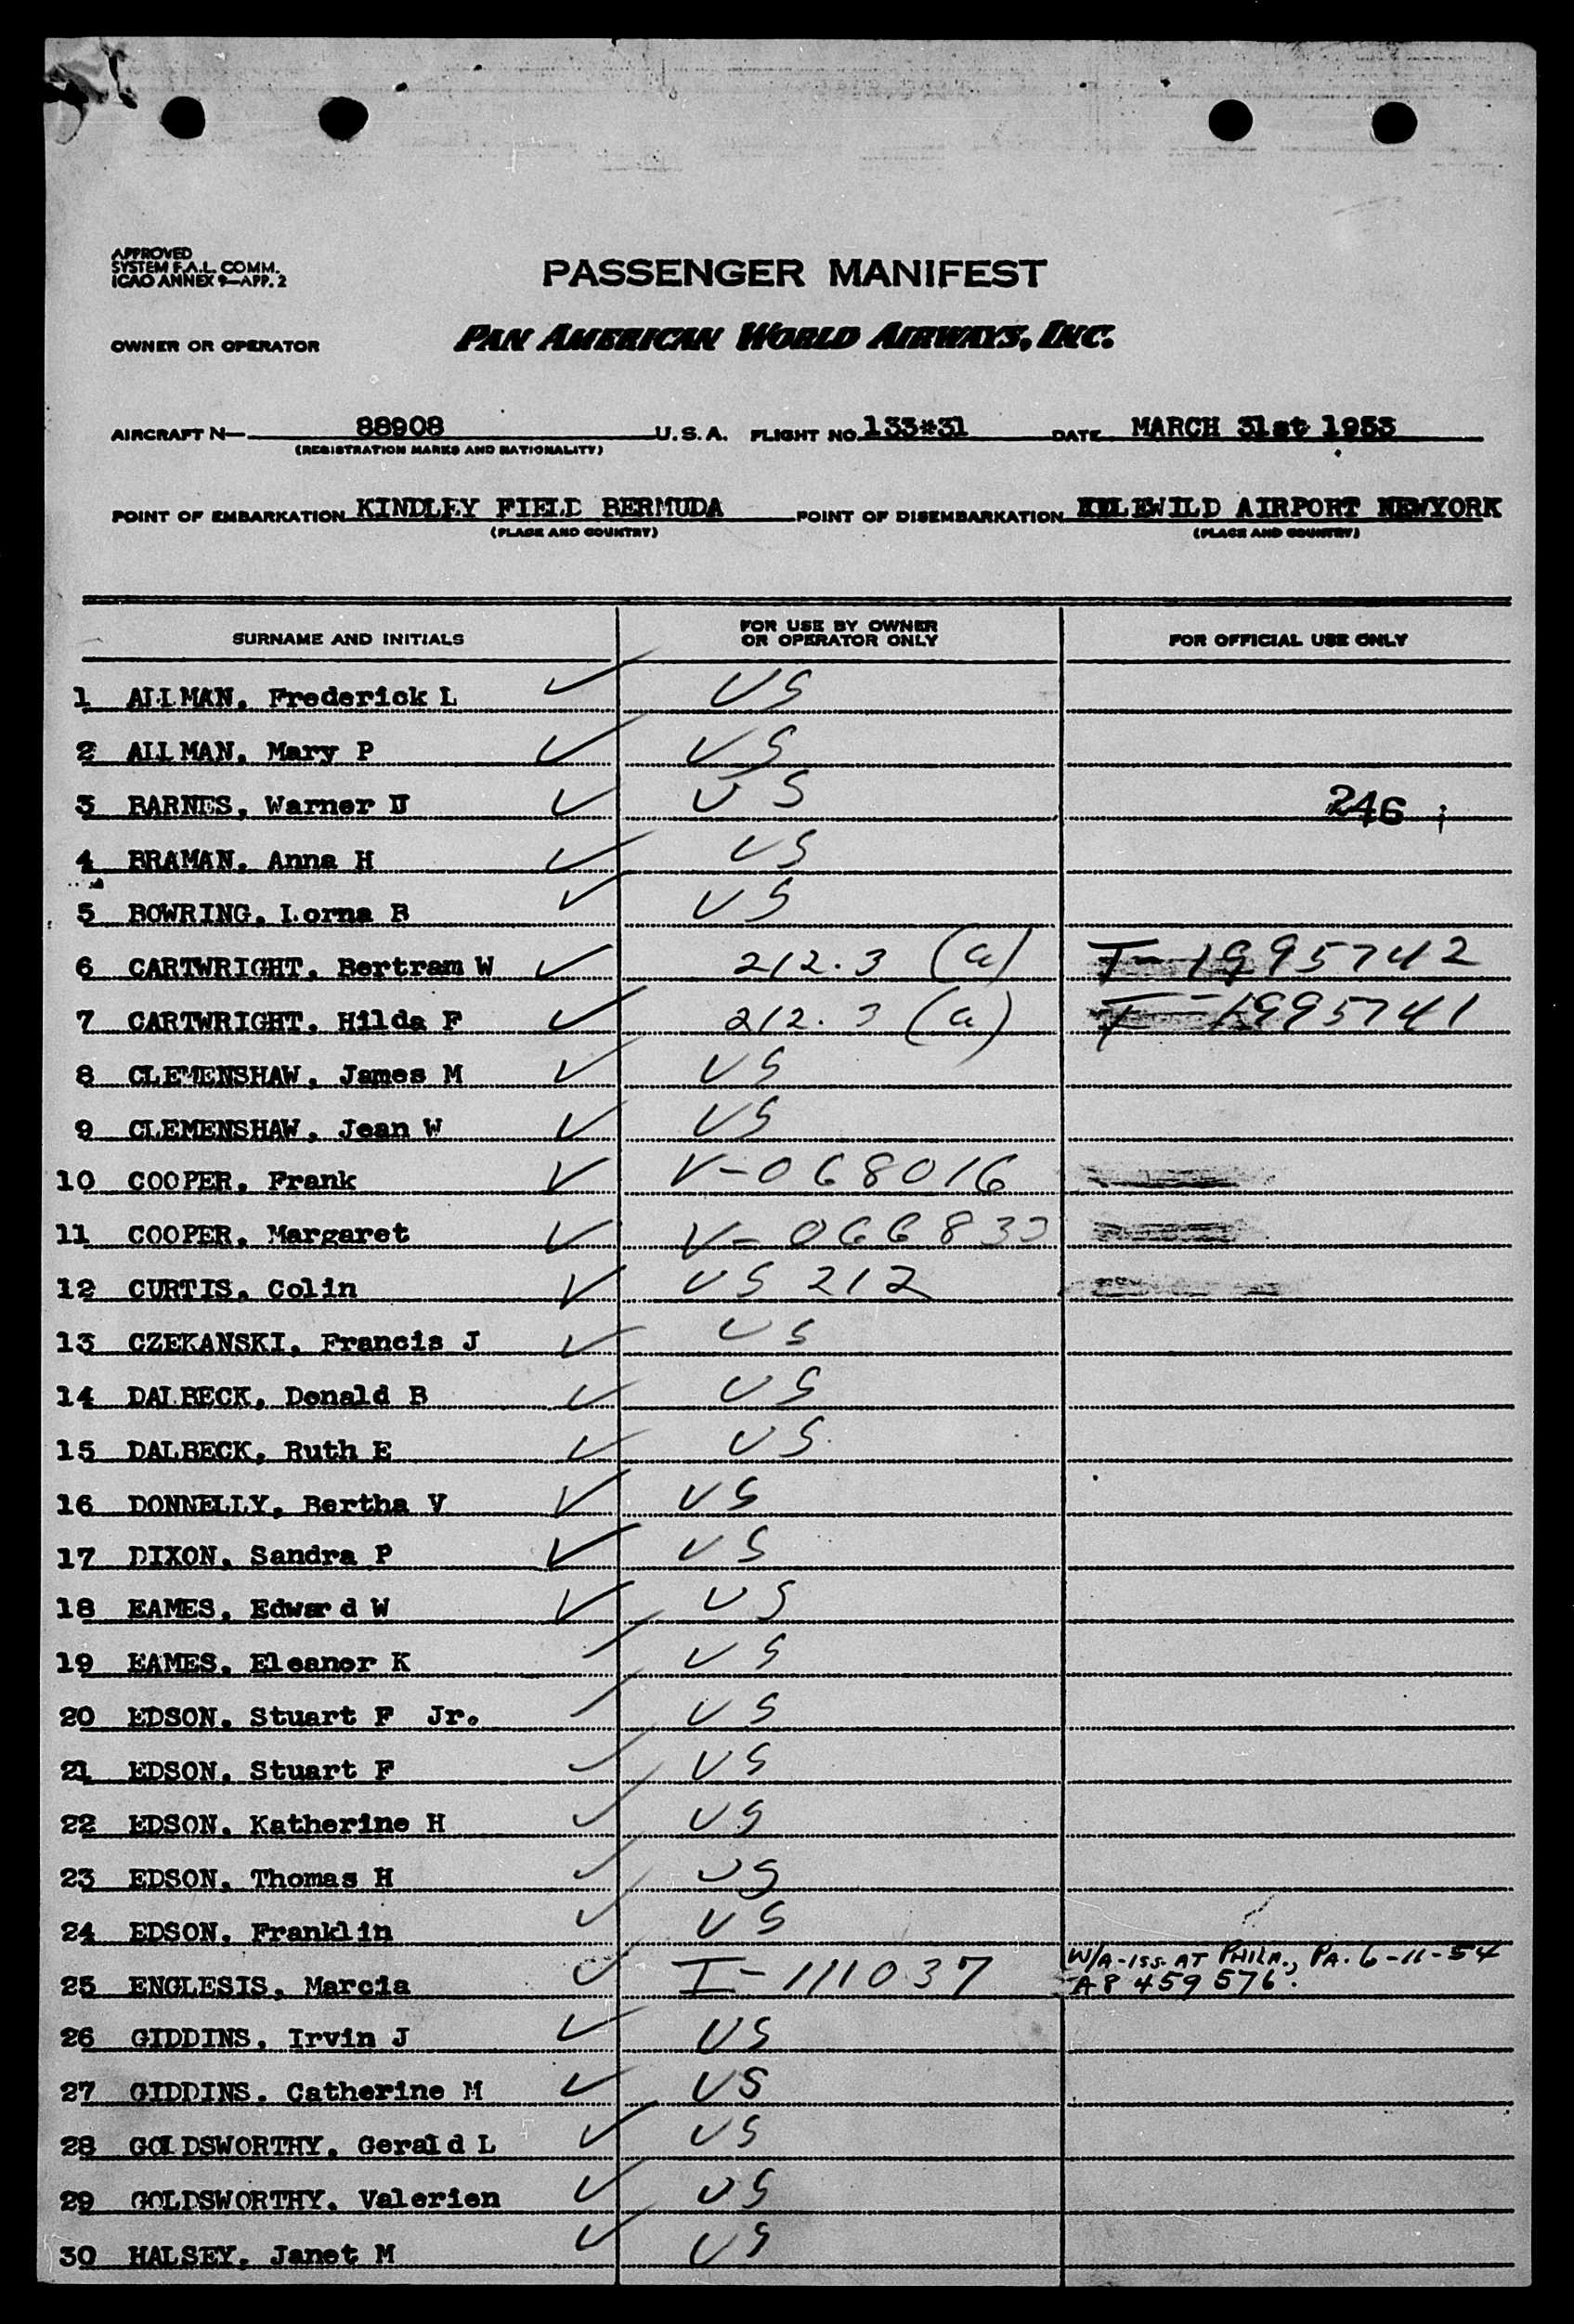 APPROVED
SYSTEM F.A.L. COMM.
ICAO ANNEX 9—APP. 2
PASSENGER MANIFEST
OWNER OR OPERATOR PAN AMERICAN WORLD AIRWAYS, INC.
AIRCRAFT N— 88908 U.S.A. FLIGHT NO. 133*31 DATE MARCH 31st 1953
(REGISTRATION MARKS AND NATIONALITY)
POINT OF EMBARKATION KINDLEY FIELD BERMUDA POINT OF DISEMBARKATION IDLEWILD AIRPORT NEWYORK
(PLACE AND COUNTRY) (PLACE AND COUNTRY)
SURNAME AND INITIALS FOR USE BY OWNER OR OPERATOR ONLY FOR OFFICIAL USE ONLY
1 ALLMAN, Frederick L ✓ US
2 ALLMAN, Mary P ✓ US
3 BARNES, Warner U ✓ US 246
4 BRAMAN, Anna H ✓ US
5 BOWRING, Lorna B ✓ US
6 CARTWRIGHT, Bertram W ✓ 212.3 (a) I-1995742
7 CARTWRIGHT, Hilda F ✓ 212.3 (a) I-1995741
8 CLEMENSHAW, James M ✓ US
9 CLEMENSHAW, Jean W ✓ US
10 COOPER, Frank ✓ V-068016
11 COOPER, Margaret ✓ V-066833
12 CURTIS, Colin ✓ US 212
13 CZEKANSKI, Francis J ✓ US
14 DALBECK, Donald B ✓ US
15 DALBECK, Ruth E ✓ US
16 DONNELLY, Bertha V ✓ US
17 DIXON, Sandra P ✓ US
18 EAMES, Edward W ✓ US
19 EAMES, Eleanor K ✓ US
20 EDSON, Stuart F Jr. ✓ US
21 EDSON, Stuart F ✓ US
22 EDSON, Katherine H ✓ US
23 EDSON, Thomas H ✓ US
24 EDSON, Franklin ✓ US
25 ENGLESIS, Marcia ✓ I-111037 W/A-ISS. AT PHILA., PA. 6-11-54
A8 459 576.
26 GIDDINS, Irvin J ✓ US
27 GIDDINS, Catherine M ✓ US
28 GOLDSWORTHY, Gerald L ✓ US
29 GOLDSWORTHY, Valerien ✓ US
30 HALSEY, Janet M ✓ US